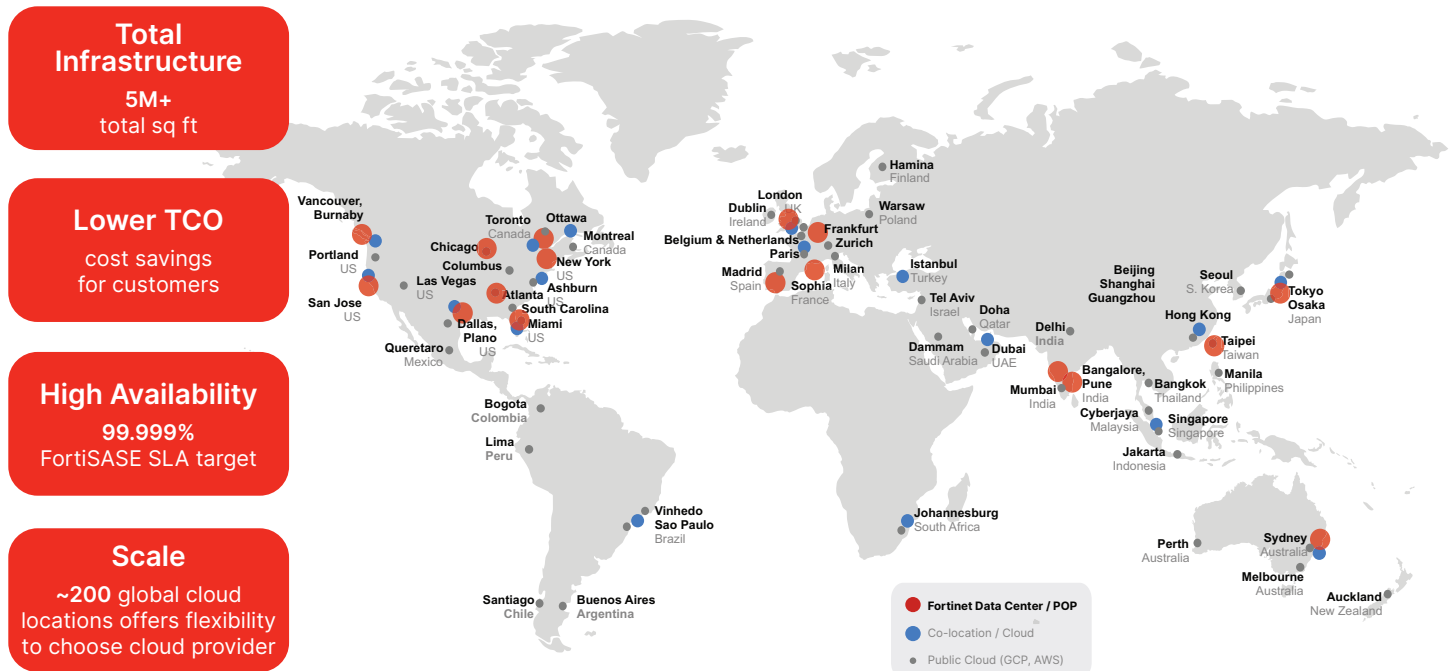 Total
Infrastructure
5M+
total sq ft
Lower TCO
cost savings
for customers
High Availability
99.999%
FortiSASE SLA target
Scale
~200 global cloud
locations offers flexibility
to choose cloud provider
Vancouver,
Burnaby
Portland
US
San Jose
US
Las Vegas
US
Chicago
Columbus
Toronto
Canada
Ottawa
Montreal
Canada
New York
US
Ashburn
US
Atlanta
South Carolina
Miami
US
Dallas,
Plano
US
Queretaro
Mexico
Bogota
Colombia
Lima
Peru
Vinhedo
Sao Paulo
Brazil
Santiago
Chile
Buenos Aires
Argentina
Hamina
Finland
London
UK
Dublin
Ireland
Warsaw
Poland
Belgium & Netherlands
Paris
Frankfurt
Zurich
Madrid
Spain
Sophia
France
Milan
Italy
Istanbul
Turkey
Tel Aviv
Israel
Doha
Qatar
Dammam
Saudi Arabia
Dubai
UAE
Delhi
India
Mumbai
India
Bangalore,
Pune
India
Beijing
Shanghai
Guangzhou
Seoul
S. Korea
Tokyo
Osaka
Japan
Hong Kong
Taipei
Taiwan
Manila
Philippines
Bangkok
Thailand
Cyberjaya
Malaysia
Singapore
Singapore
Jakarta
Indonesia
Johannesburg
South Africa
Perth
Australia
Sydney
Australia
Melbourne
Australia
Auckland
New Zealand
Fortinet Data Center / POP
Co-location / Cloud
Public Cloud (GCP, AWS)